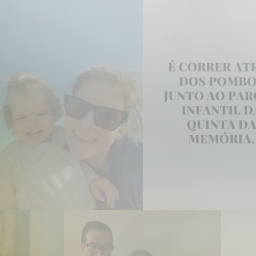 É CORRER ATR
DOS POMBO
JUNTO AO PARQ
INFANTIL DA
QUINTA DA
MEMÓRIA.